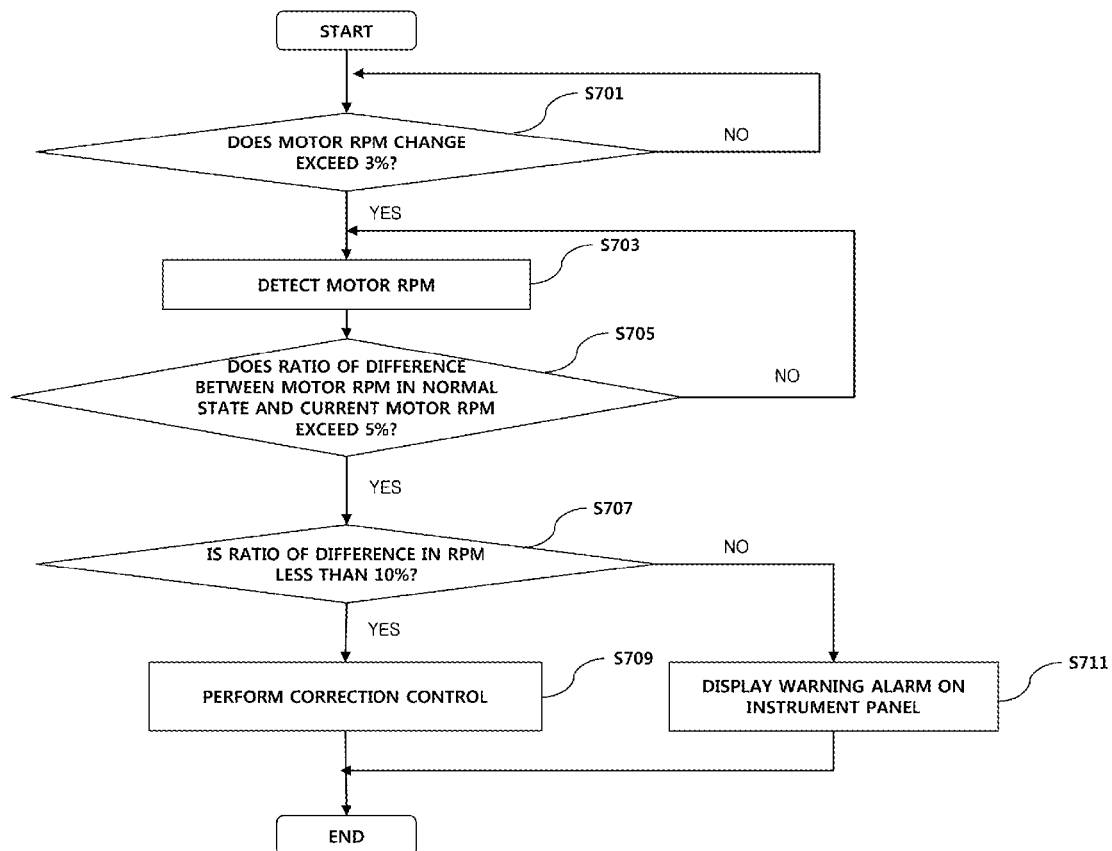 START
S701
DOES MOTOR RPM CHANGE
EXCEED 3%?
NO
YES
S703
DETECT MOTOR RPM
S705
DOES RATIO OF DIFFERENCE
BETWEEN MOTOR RPM IN NORMAL
STATE AND CURRENT MOTOR RPM
EXCEED 5%?
NO
YES
S707
IS RATIO OF DIFFERENCE IN RPM
LESS THAN 10%?
NO
YES
S709
PERFORM CORRECTION CONTROL
S711
DISPLAY WARNING ALARM ON
INSTRUMENT PANEL
END